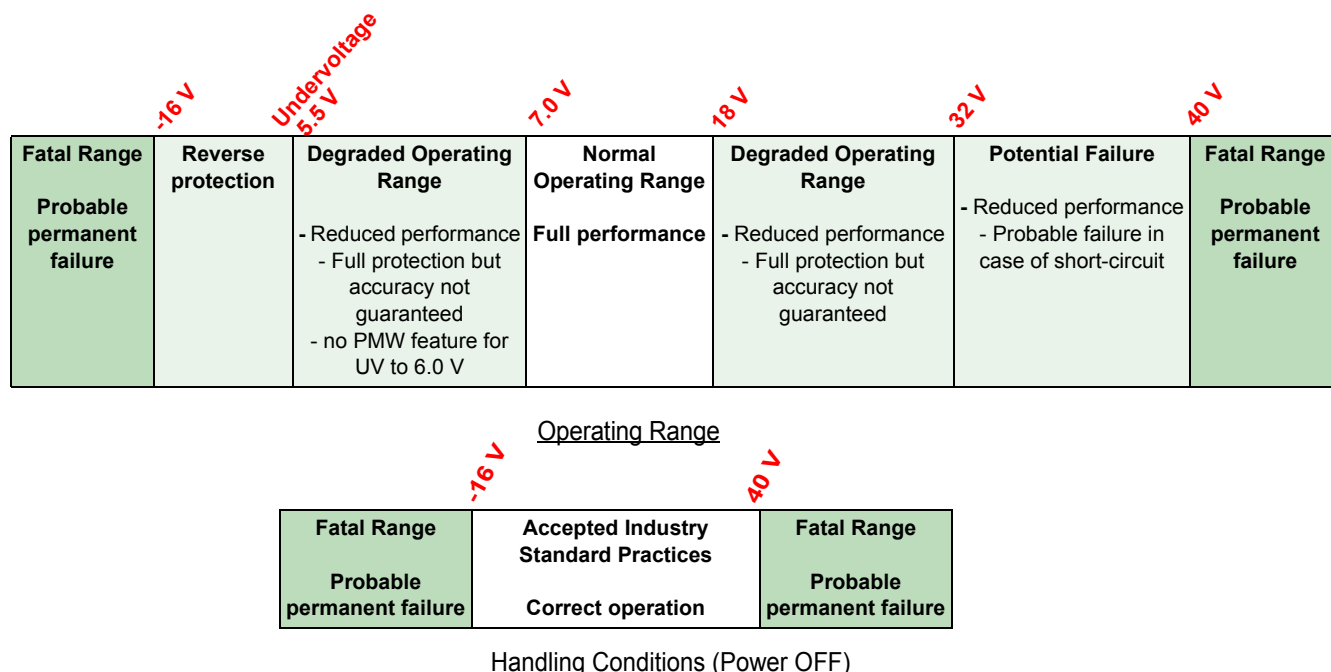 -16 V
Undervoltage
5.5 V
7.0 V
18 V
32 V
40 V
Fatal Range
Probable
permanent
failure
Reverse
protection
Degraded Operating
Range
- Reduced performance
- Full protection but
accuracy not
guaranteed
- no PMW feature for
UV to 6.0 V
Normal
Operating Range
Full performance
Degraded Operating
Range
- Reduced performance
- Full protection but
accuracy not
guaranteed
Potential Failure
- Reduced performance
- Probable failure in
case of short-circuit
Fatal Range
Probable
permanent
failure
Operating Range
-16 V
40 V
Fatal Range
Probable
permanent failure
Accepted Industry
Standard Practices
Correct operation
Fatal Range
Probable
permanent failure
Handling Conditions (Power OFF)